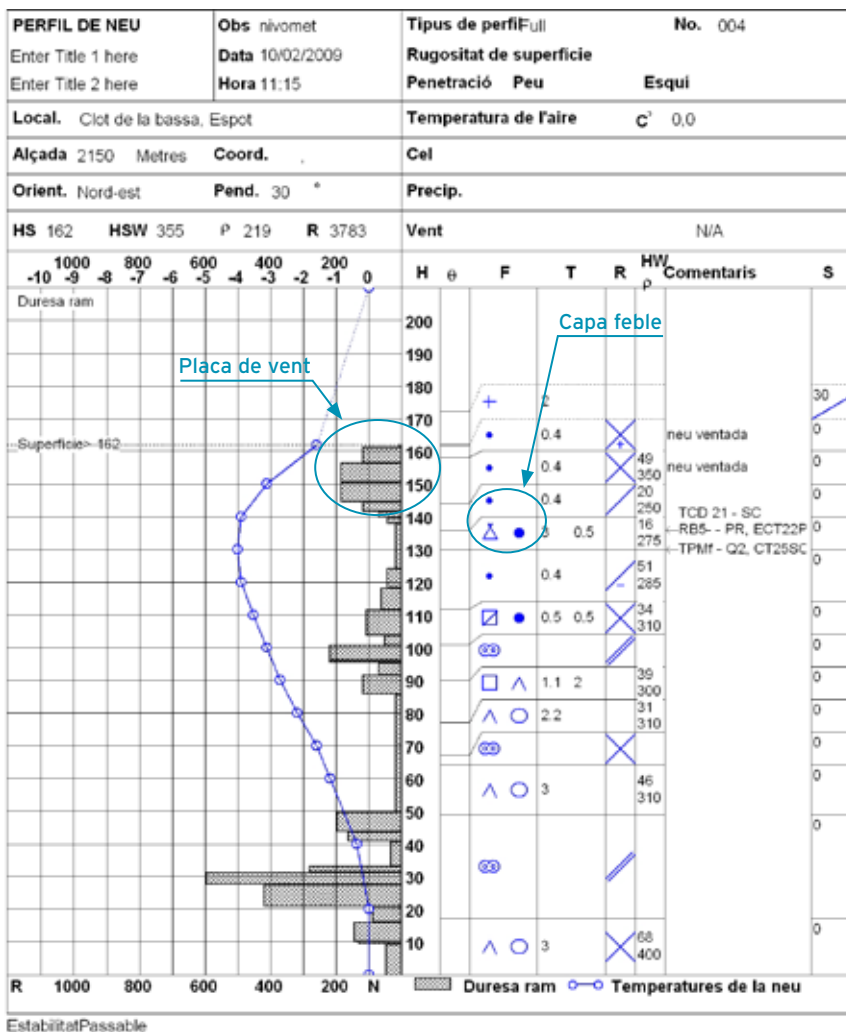 PERFIL DE NEU Obs nivomet Tipus de perfil Full No. 004
Enter Title 1 here Data 10/02/2009 Rugositat de superfície
Enter Title 2 here Hora 11:15 Penetració Peu Esqui
Local. Clot de la bassa, Espot Temperatura de l'aire C° 0,0
Alçada 2150 Metres Coord. , Cel
Orient. Nord-est Pend. 30 ° Precip.
HS 162 HSW 355 ρ 219 R 3783 Vent N/A
1000 800 600 400 200
-10 -9 -8 -7 -6 -5 -4 -3 -2 -1 0 H θ F T R HW ρ Comentaris S
Duresa ram
200
Capa feble
190
Placa de vent
180
+ 2 30
170
Superficie> 162 0.4 + neu ventada 0
160
0.4 49 350 neu ventada 0
150
0.4 20 250 0
140
TCD 21 - SC
3 0.5 16 275 RB5- - PR, ECT22P 0
130
TPMf - Q2, CT25SC
0.4 51 285 0
120
110
0.5 0.5 34 310 0
100
0
90
1.1 2 39 300 0
80
2.2 31 310 0
70
0
60
3 46 310 0
50
0
40
30
20
10
3 68 400 0
R 1000 800 600 400 200 N Duresa ram Temperatures de la neu
EstabilitatPassable